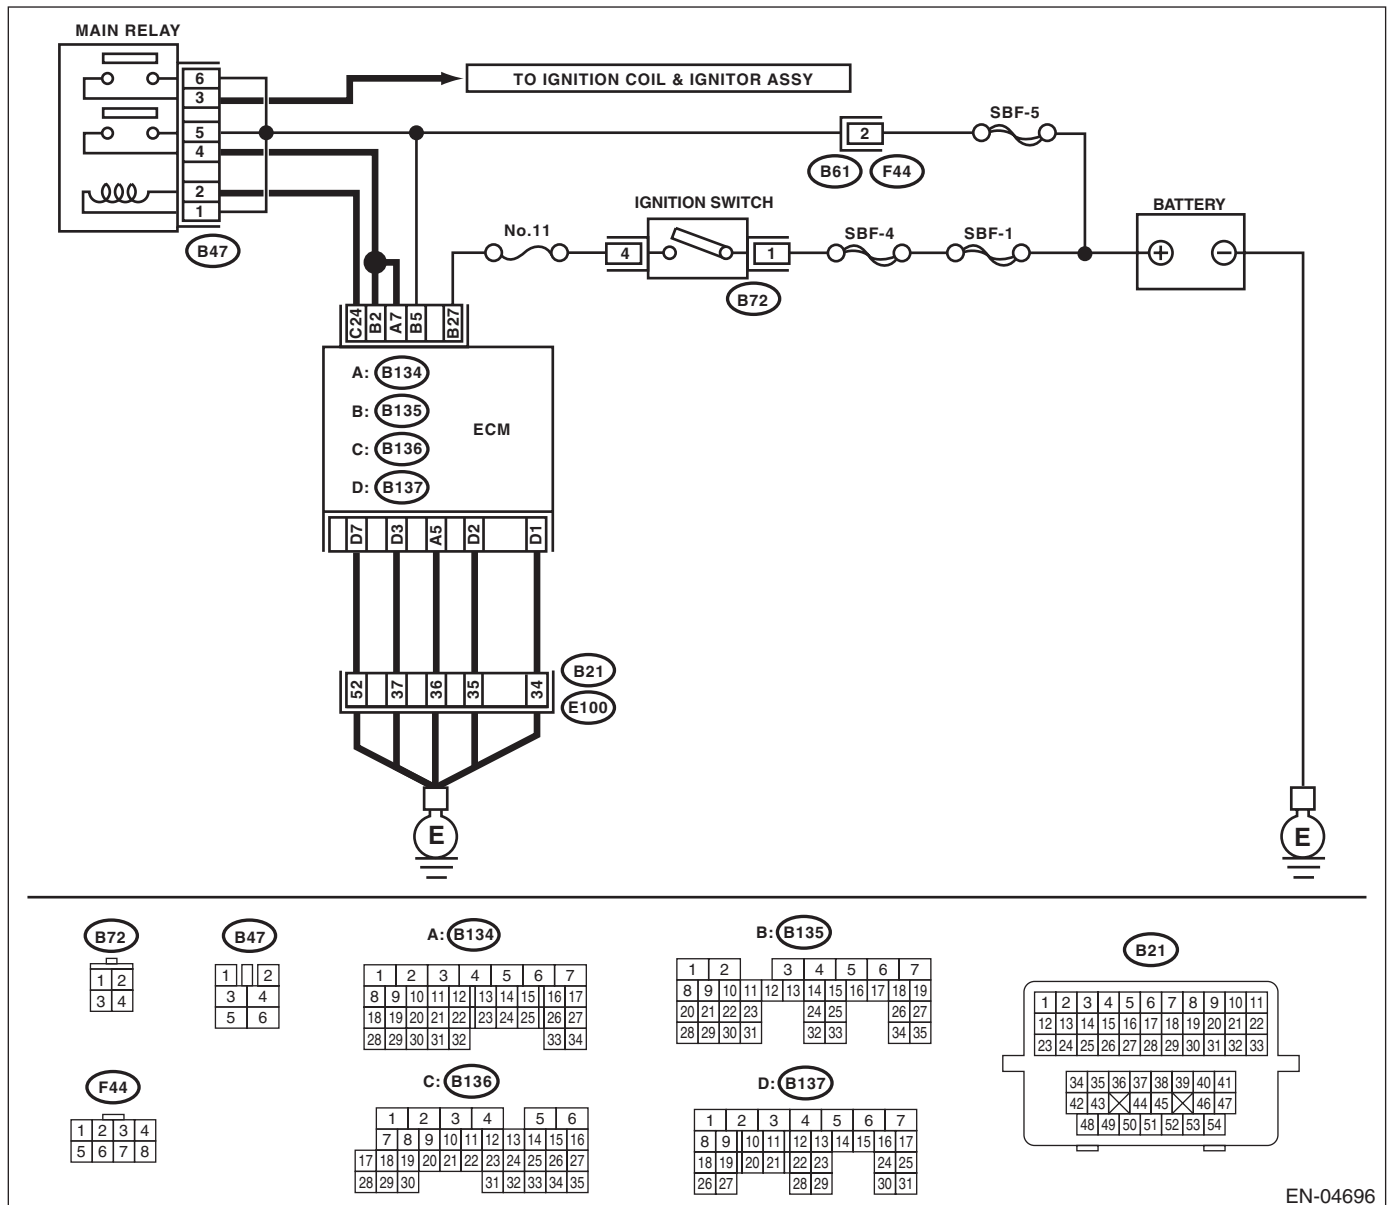 MAIN RELAY
6
3
5
4
2
1
B47
TO IGNITION COIL & IGNITOR ASSY
SBF-5
2
B61 F44
IGNITION SWITCH
BATTERY
No.11
4
1
SBF-4
SBF-1
+ −
B72
C24 B2 A7 B5 B27
A: B134
B: B135
C: B136
D: B137
ECM
D7 D3 A5 D2 D1
B21
52 37 36 35 34
E100
E
E
B72
1 2
3 4
B47
1 2
3 4
5 6
A: B134
1 2 3 4 5 6 7
8 9 10 11 12 13 14 15 16 17
18 19 20 21 22 23 24 25 26 27
28 29 30 31 32 33 34
B: B135
1 2 3 4 5 6 7
8 9 10 11 12 13 14 15 16 17 18 19
20 21 22 23 24 25 26 27
28 29 30 31 32 33 34 35
B21
1 2 3 4 5 6 7 8 9 10 11
12 13 14 15 16 17 18 19 20 21 22
23 24 25 26 27 28 29 30 31 32 33
34 35 36 37 38 39 40 41
42 43 44 45 46 47
48 49 50 51 52 53 54
F44
1 2 3 4
5 6 7 8
C: B136
1 2 3 4 5 6
7 8 9 10 11 12 13 14 15 16
17 18 19 20 21 22 23 24 25 26 27
28 29 30 31 32 33 34 35
D: B137
1 2 3 4 5 6 7
8 9 10 11 12 13 14 15 16 17
18 19 20 21 22 23 24 25
26 27 28 29 30 31
EN-04696